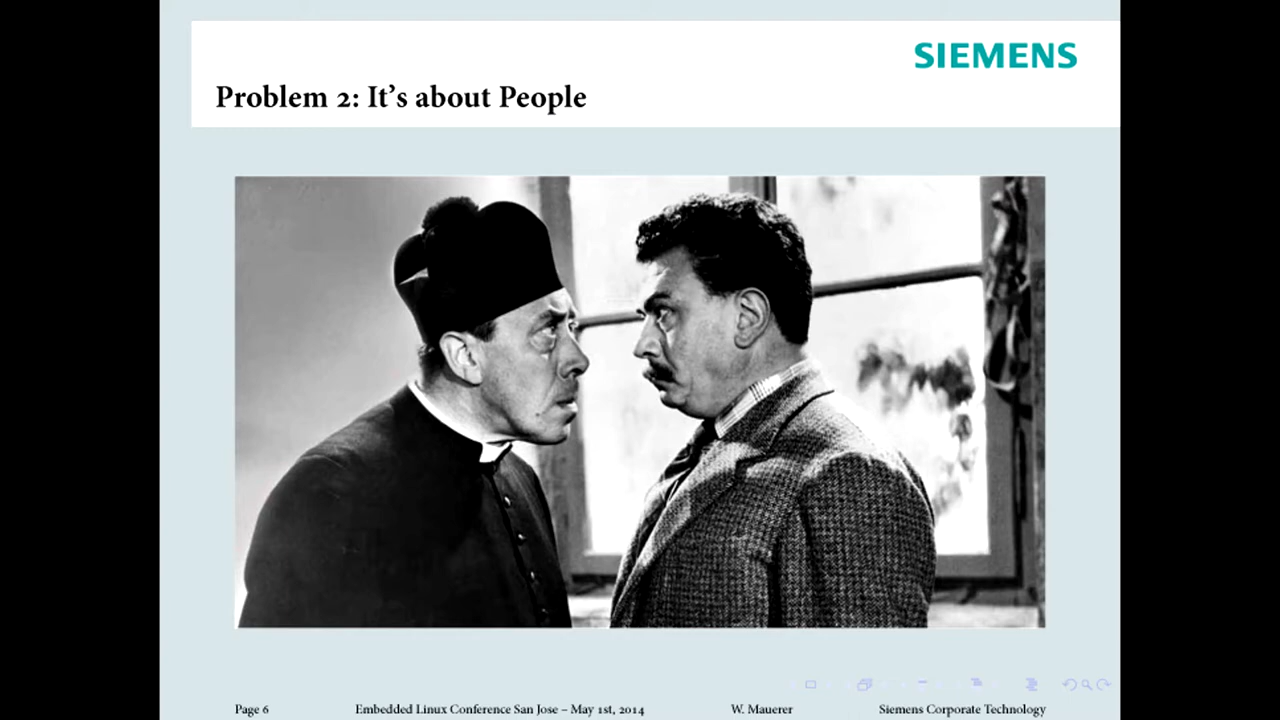 SIEMENS
Problem 2: It's about People
Page 6 Embedded Linux Conference San Jose – May 1st, 2014 W. Mauerer Siemens Corporate Technology